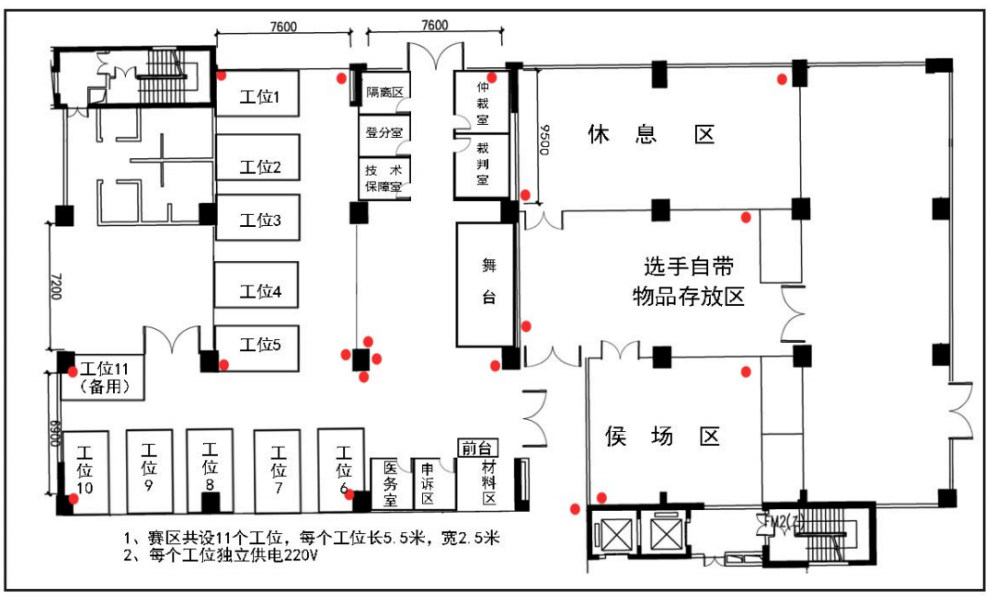 7600
7600
工位1
隔离区
仲裁室
9500
休息区
登分室
工位2
裁判室
技术
保障室
工位3
7200
工位4
舞台
选手自带
物品存放区
工位5
工位11
（备用）
6900
工位10
工位9
工位8
工位7
工位6
医务室
申诉区
前台
材料区
侯场区
FM2(Z)
1、赛区共设11个工位，每个工位长5.5米，宽2.5米
2、每个工位独立供电220V